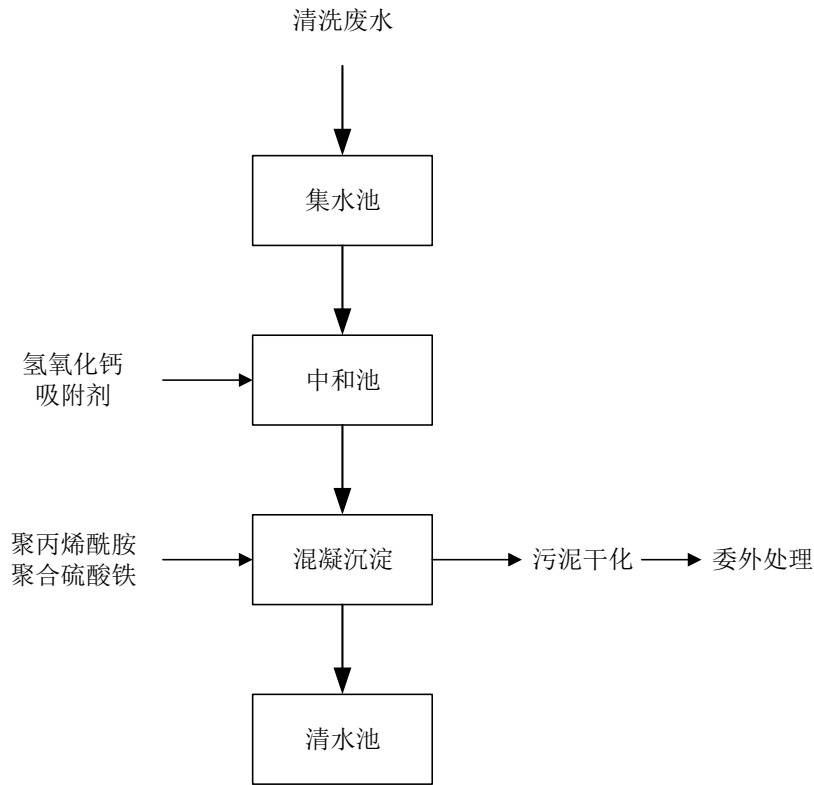 清洗废水
集水池
氢氧化钙
吸附剂
中和池
聚丙烯酰胺
聚合硫酸铁
混凝沉淀
污泥干化
委外处理
清水池